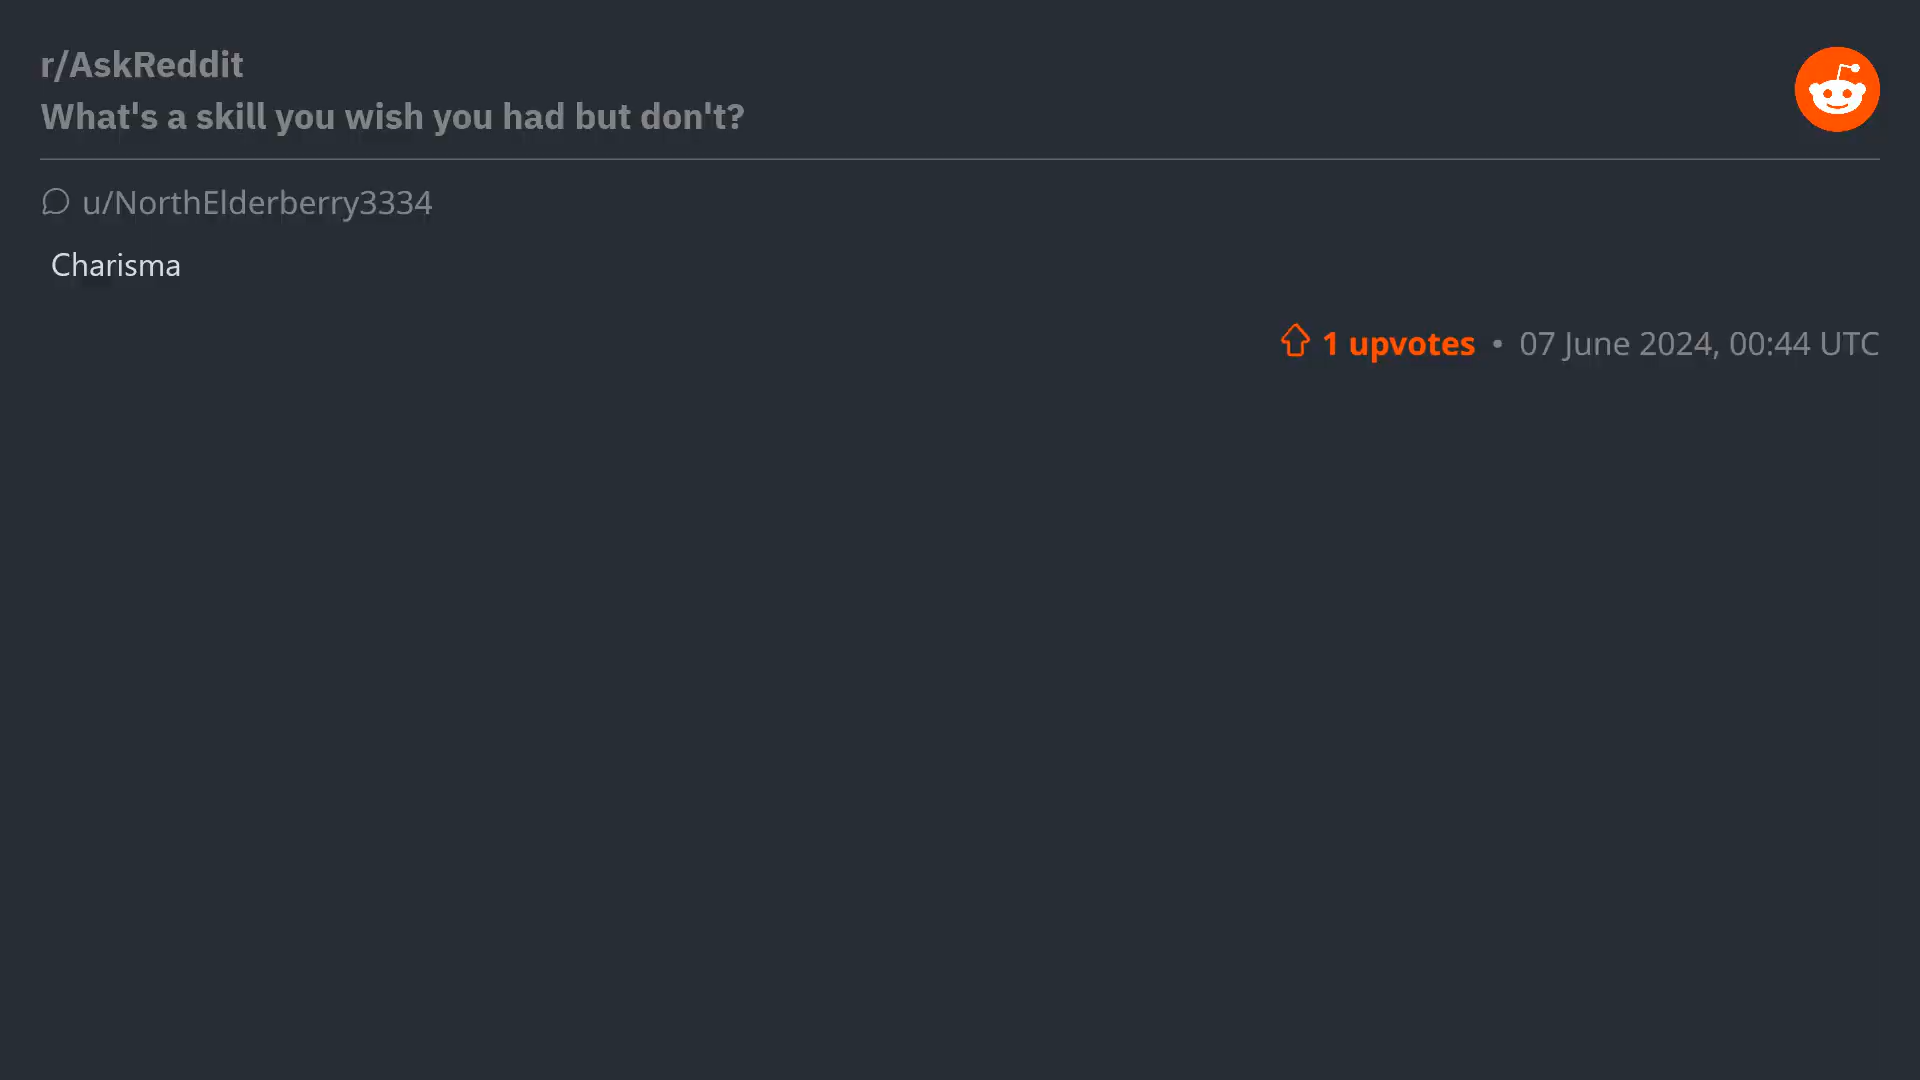 r/AskReddit
What's a skill you wish you had but don't?
u/NorthElderberry3334
Charisma
1 upvotes • 07 June 2024, 00:44 UTC